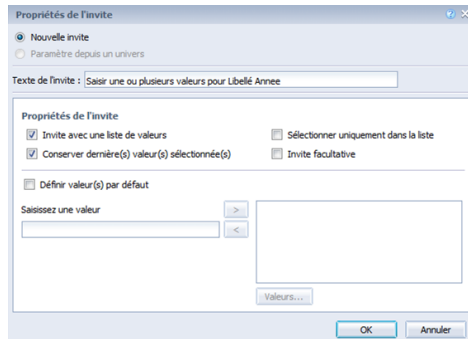 Propriétés de l'invite
Nouvelle invite
Paramètre depuis un univers
Texte de l'invite : Saisir une ou plusieurs valeurs pour Libellé Annee
Propriétés de l'invite
Invite avec une liste de valeurs
Sélectionner uniquement dans la liste
Conserver dernière(s) valeur(s) sélectionnée(s)
Invite facultative
Définir valeur(s) par défaut
Saisissez une valeur
>
<
Valeurs...
OK
Annuler